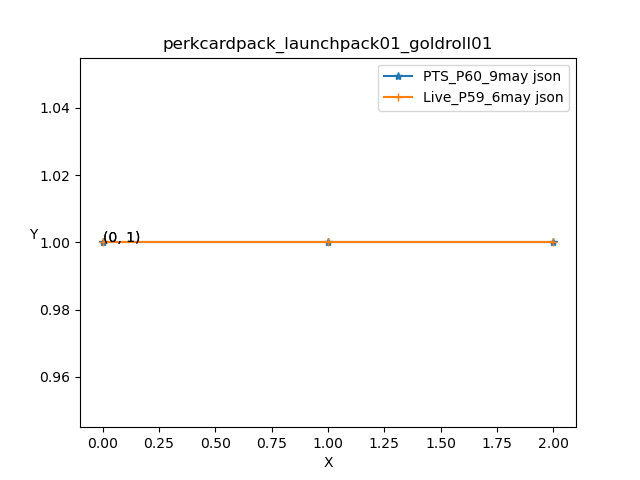 perkcardpack_launchpack01_goldroll01
PTS_P60_9may json
Live_P59_6may json
1.04
1.02
Y
1.00
(0, 1)
0.98
0.96
0.00 0.25 0.50 0.75 1.00 1.25 1.50 1.75 2.00
X